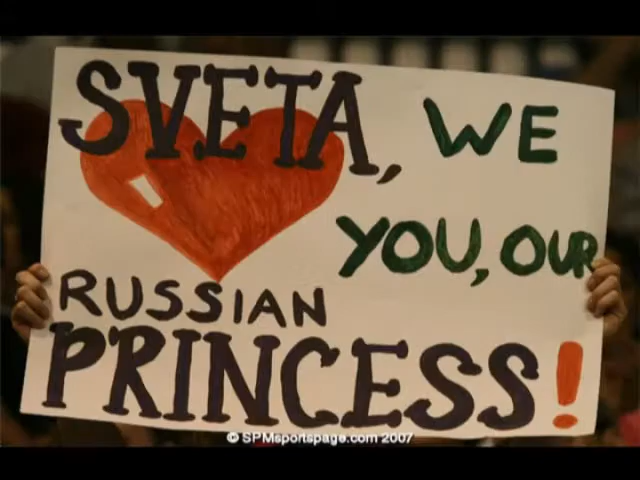 SVETA, WE
YOU, OUR
RUSSIAN
PRINCESS!
© SPMsportspage.com 2007